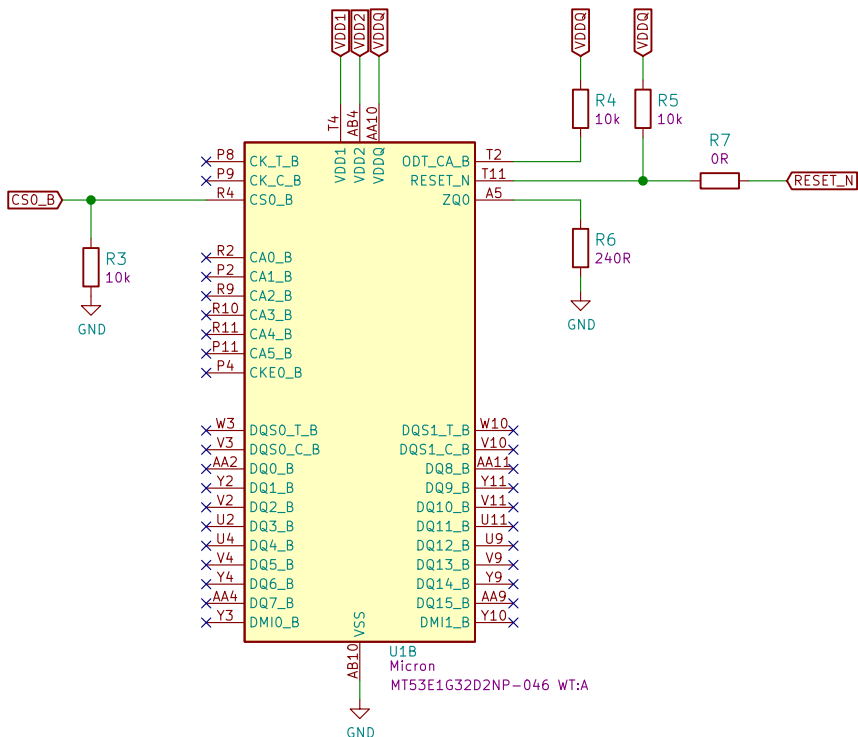 VDD1
VDD2
VDDQ
VDDQ
VDDQ
R4
10k
R5
10k
R7
0R
RESET_N
T4
AB4
AA10
VDD1
VDD2
VDDQ
P8 CK_T_B
P9 CK_C_B
R4 CS0_B
CS0_B
R3
10k
GND
ODT_CA_B T2
RESET_N T11
ZQ0 A5
R6
240R
GND
R2 CA0_B
P2 CA1_B
R9 CA2_B
R10 CA3_B
R11 CA4_B
P11 CA5_B
P4 CKE0_B
W3 DQS0_T_B
V3 DQS0_C_B
AA2 DQ0_B
Y2 DQ1_B
V2 DQ2_B
U2 DQ3_B
U4 DQ4_B
V4 DQ5_B
Y4 DQ6_B
AA4 DQ7_B
Y3 DMI0_B
DQS1_T_B W10
DQS1_C_B V10
DQ8_B AA11
DQ9_B Y11
DQ10_B V11
DQ11_B U11
DQ12_B U9
DQ13_B V9
DQ14_B Y9
DQ15_B AA9
DMI1_B Y10
VSS
AB10
U1B
Micron
MT53E1G32D2NP-046 WT:A
GND